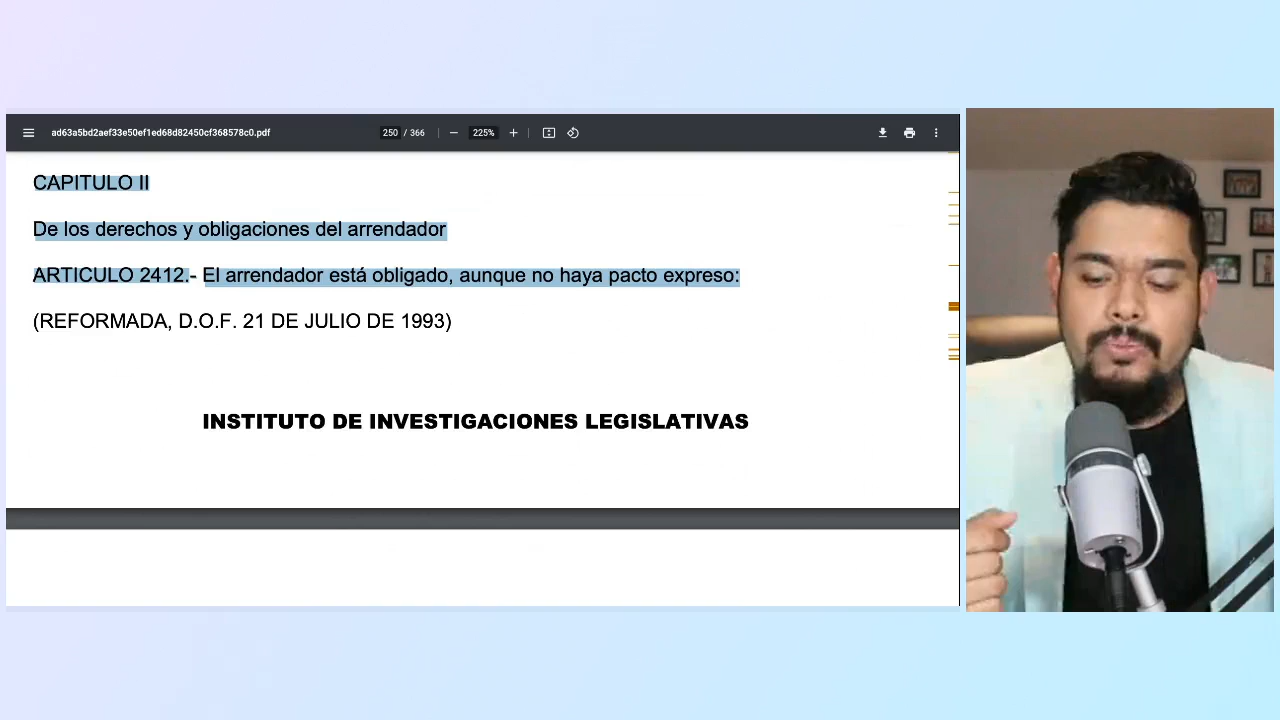 ad63a5bd2aef33e50ef1ed68d82450cf368578c0.pdf
250 / 366
225%
CAPITULO II
De los derechos y obligaciones del arrendador
ARTICULO 2412.- El arrendador está obligado, aunque no haya pacto expreso:
(REFORMADA, D.O.F. 21 DE JULIO DE 1993)
INSTITUTO DE INVESTIGACIONES LEGISLATIVAS